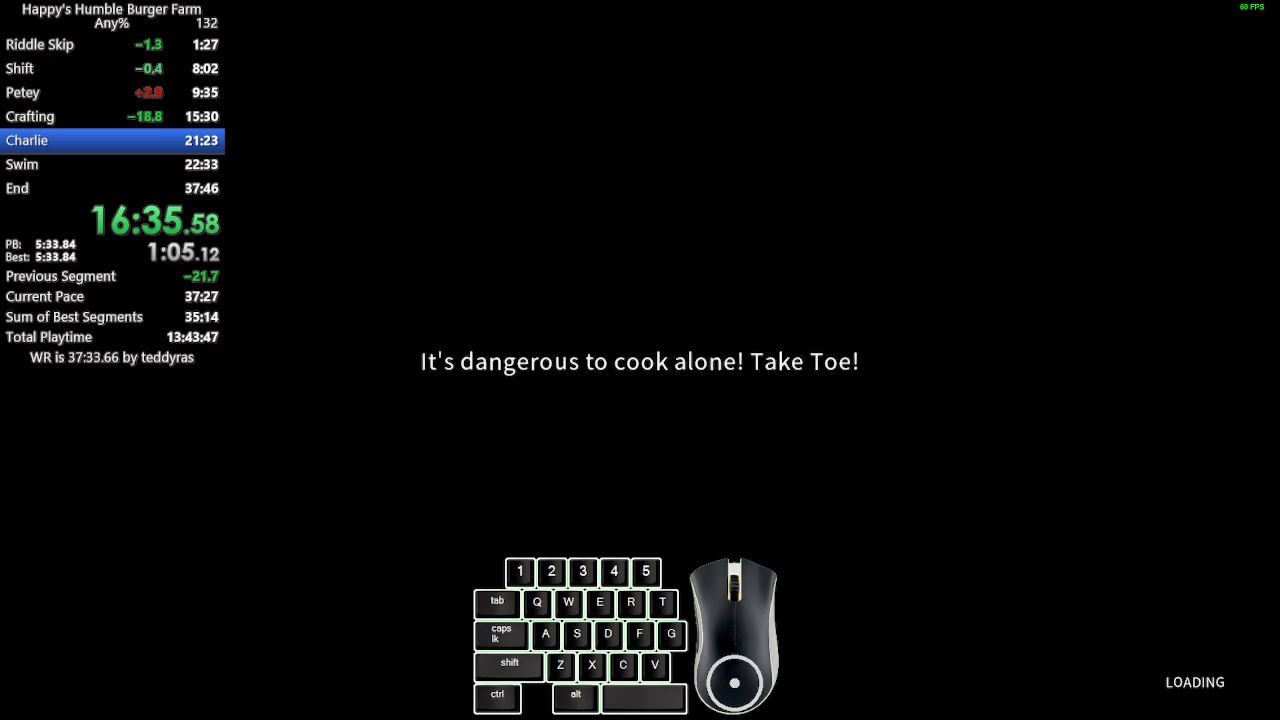 Happy's Humble Burger Farm
Any% 132
Riddle Skip -1.3 1:27
Shift -0.4 8:02
Petey +2.9 9:35
Crafting -18.8 15:30
Charlie 21:23
Swim 22:33
End 37:46
16:35.58
PB: 5:33.84
Best: 5:33.84
1:05.12
Previous Segment -21.7
Current Pace 37:27
Sum of Best Segments 35:14
Total Playtime 13:43:47
WR is 37:33.66 by teddyras
60 FPS
It's dangerous to cook alone! Take Toe!
1 2 3 4 5
tab Q W E R T
caps lk A S D F G
shift Z X C V
ctrl alt
LOADING